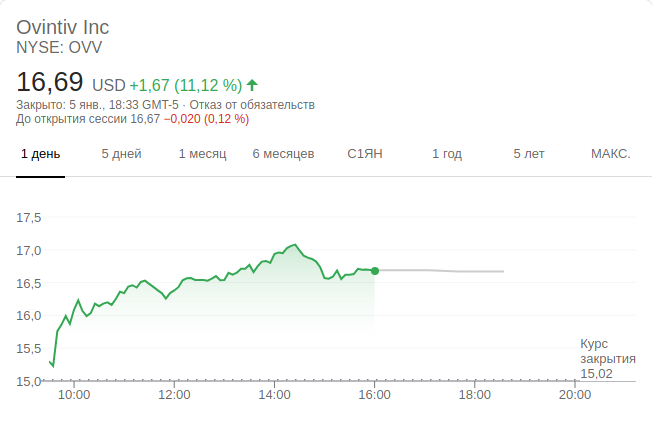 Ovintiv Inc
NYSE: OVV
16,69 USD +1,67 (11,12 %)
Закрыто: 5 янв., 18:33 GMT-5 · Отказ от обязательств
До открытия сессии 16,67 −0,020 (0,12 %)
1 день 5 дней 1 месяц 6 месяцев С1ЯН 1 год 5 лет МАКС.
17,5
17,0
16,5
16,0
15,5
15,0
Курс
закрытия
15,02
10:00 12:00 14:00 16:00 18:00 20:00